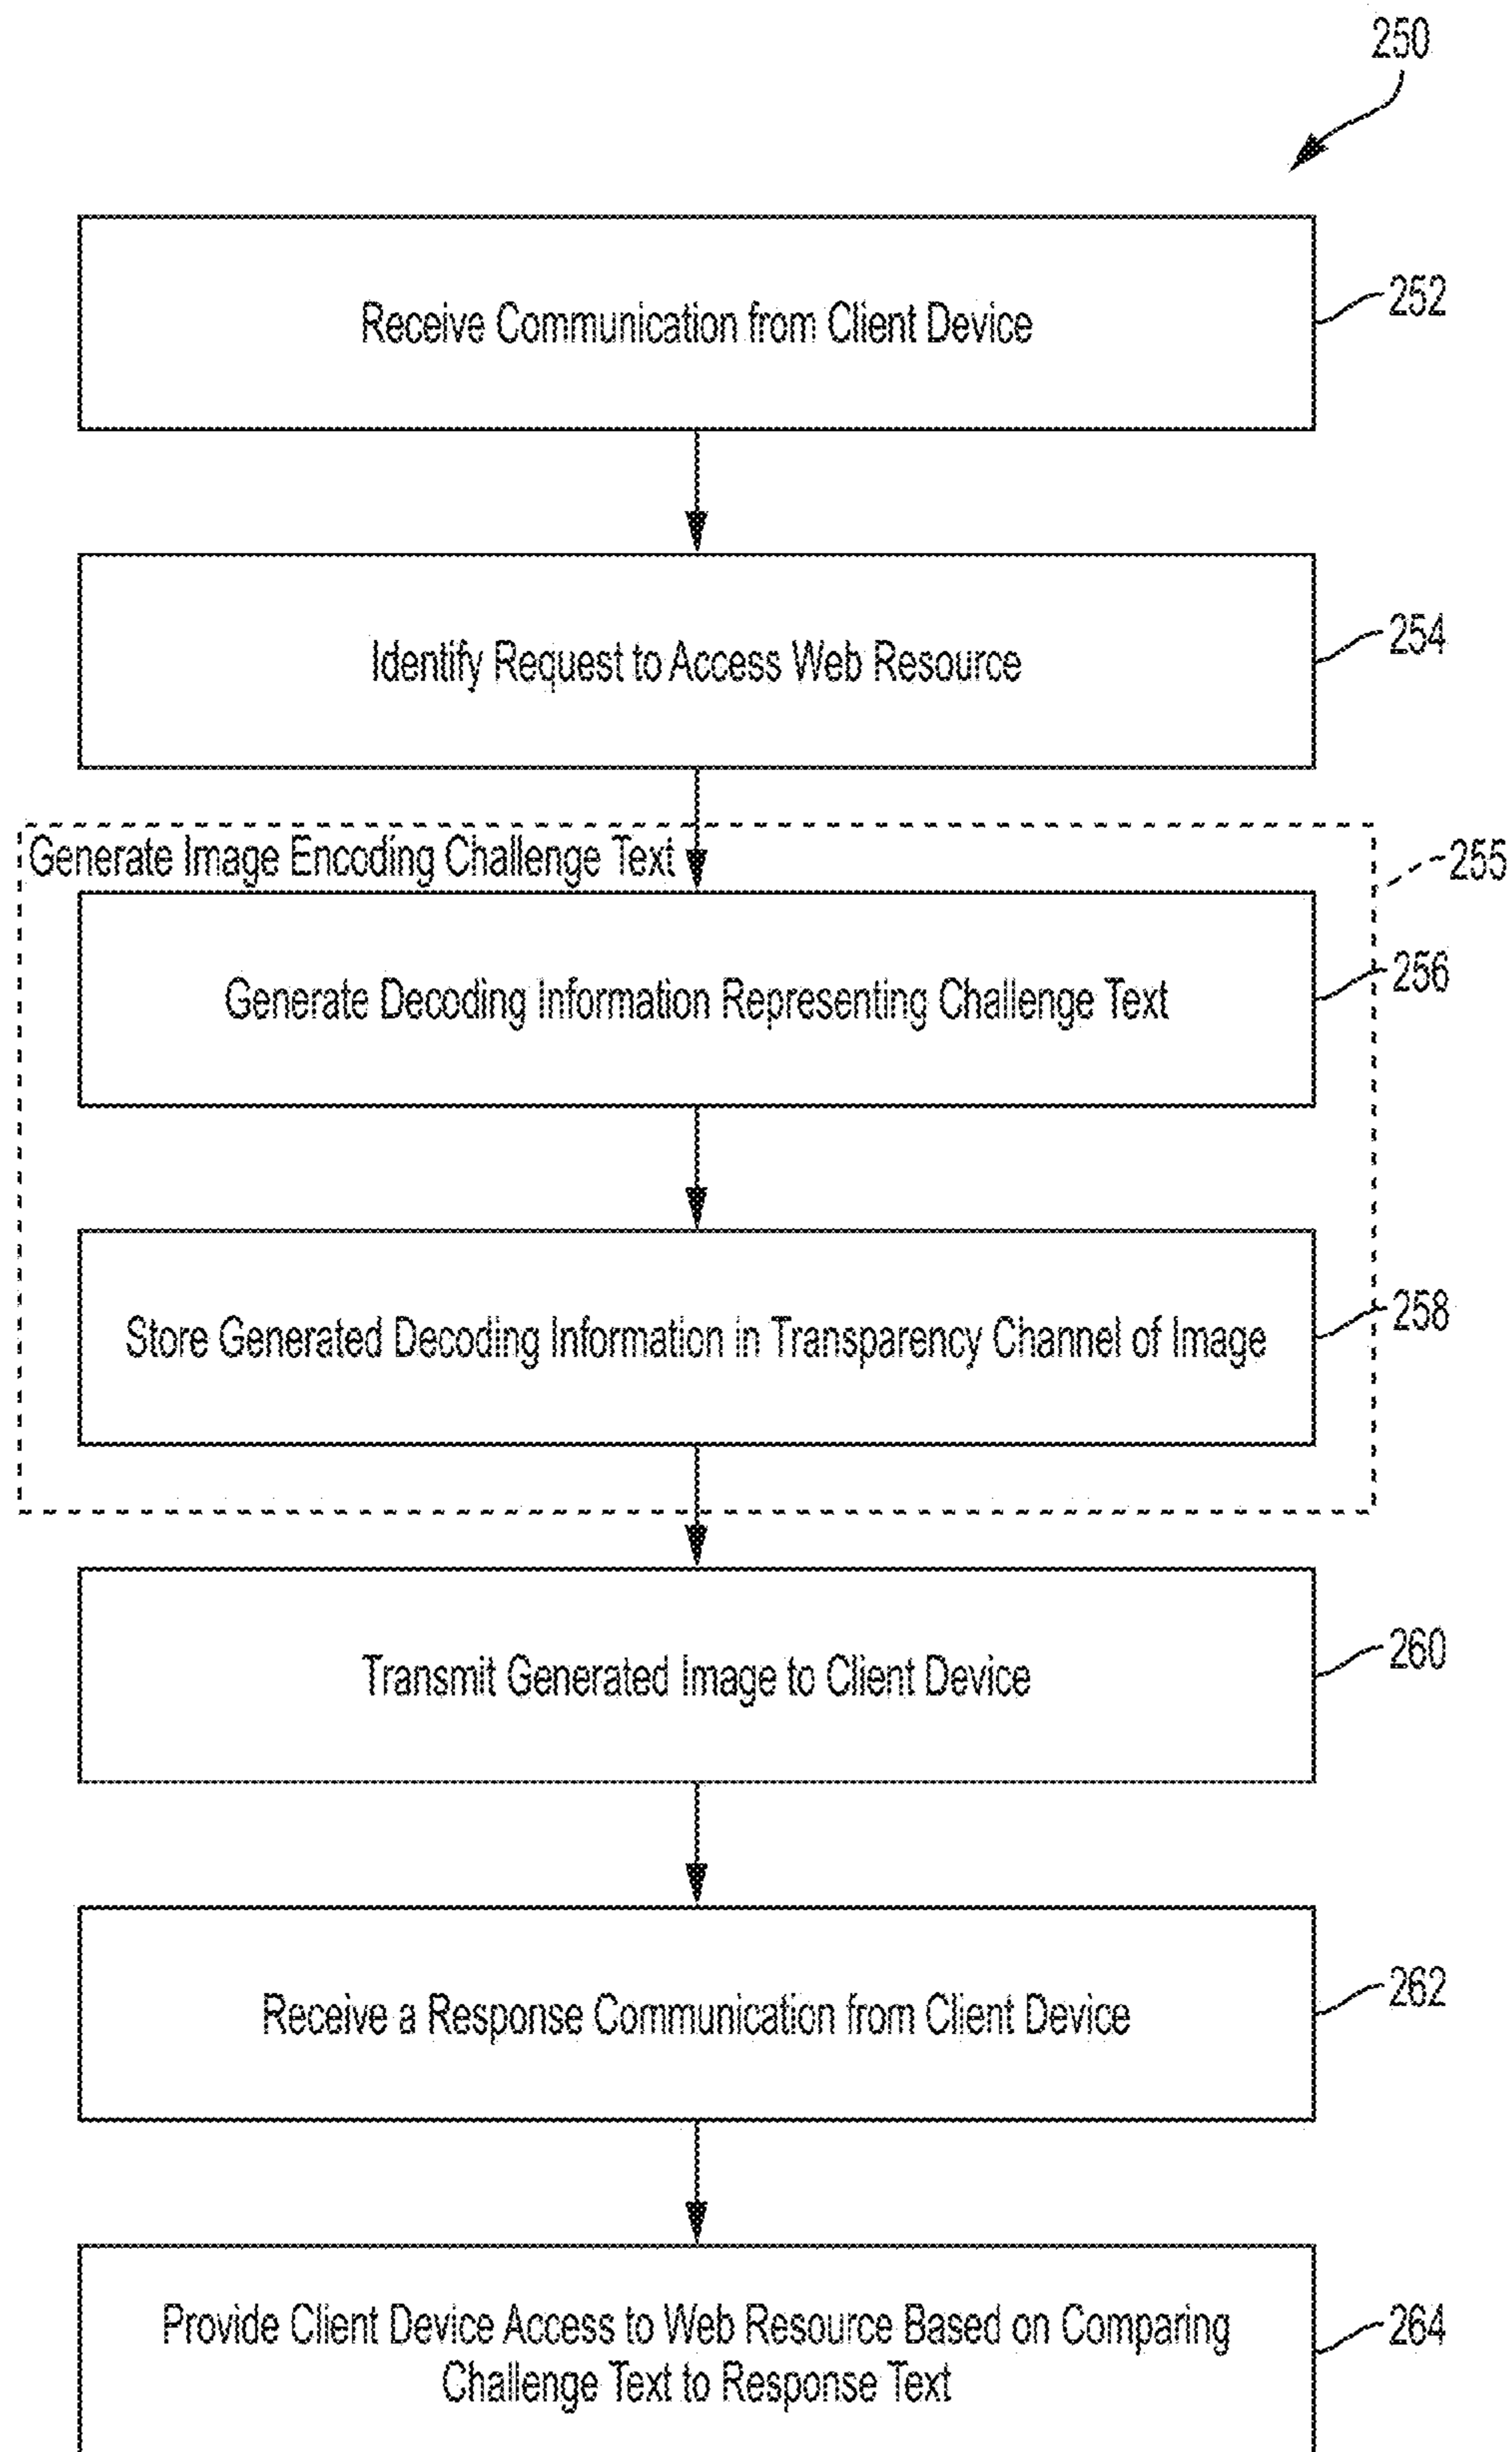 250
Receive Communication from Client Device
252
Identify Request to Access Web Resource
254
Generate Image Encoding Challenge Text
255
Generate Decoding Information Representing Challenge Text
256
Store Generated Decoding Information in Transparency Channel of Image
258
Transmit Generated Image to Client Device
260
Receive a Response Communication from Client Device
262
Provide Client Device Access to Web Resource Based on Comparing
Challenge Text to Response Text
264